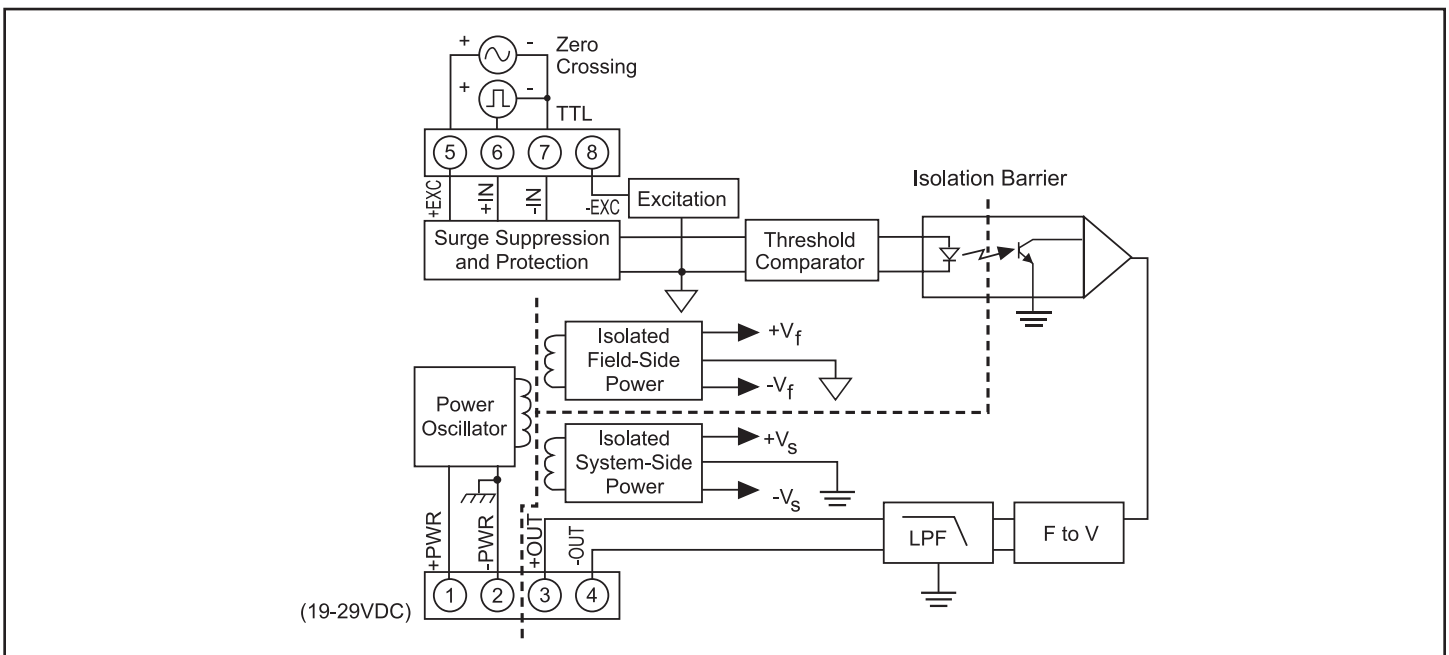 + - Zero
Crossing
+ -
TTL
5 6 7 8
+EXC
+IN
-IN
-EXC
Excitation
Isolation Barrier
Surge Suppression
and Protection
Threshold
Comparator
Isolated
Field-Side
Power
+Vf
-Vf
Power
Oscillator
Isolated
System-Side
Power
+Vs
-Vs
+PWR
-PWR
+OUT
-OUT
LPF
F to V
(19-29VDC)
1 2 3 4